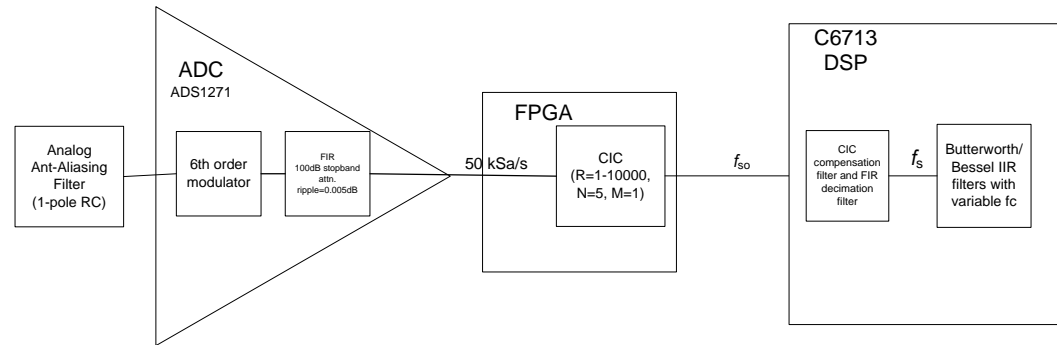 Analog
Ant-Aliasing
Filter
(1-pole RC)
ADC
ADS1271
6th order
modulator
FIR
100dB stopband
attn.
ripple=0.005dB
50 kSa/s
FPGA
CIC
(R=1-10000,
N=5, M=1)
fso
C6713
DSP
CIC
compensation
filter and FIR
decimation
filter
fs
Butterworth/
Bessel IIR
filters with
variable fc